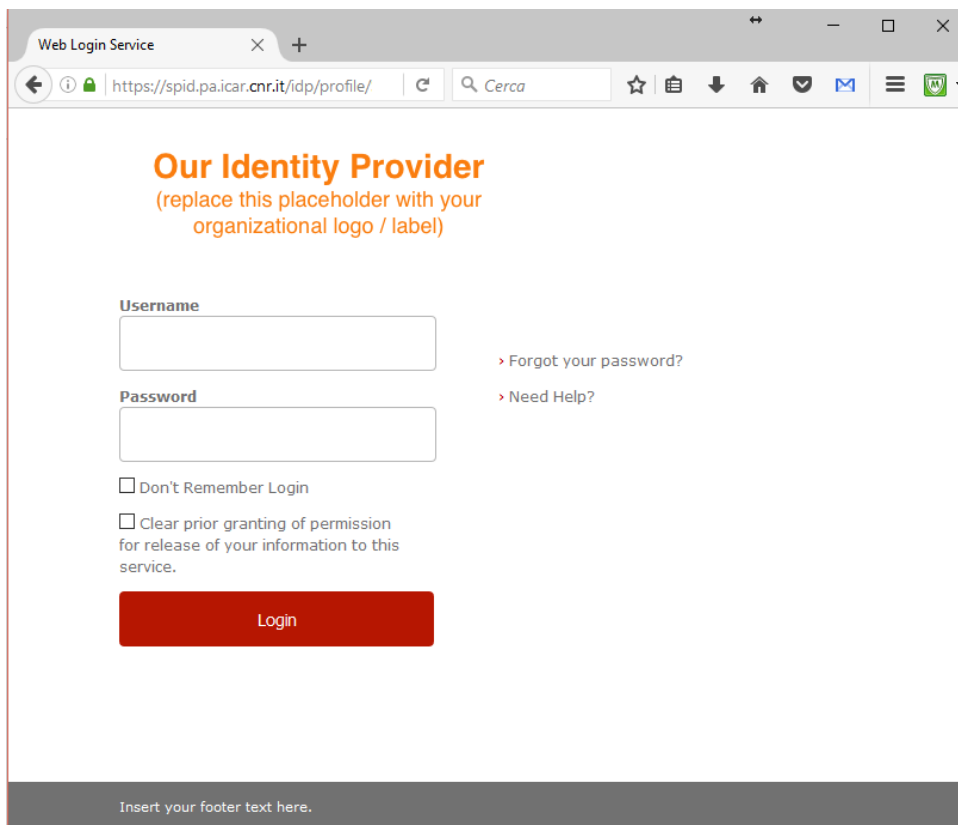 Web Login Service
https://spid.pa.icar.cnr.it/idp/profile/
Cerca
Our Identity Provider
(replace this placeholder with your
organizational logo / label)
Username
› Forgot your password?
Password
› Need Help?
Don't Remember Login
Clear prior granting of permission
for release of your information to this
service.
Login
Insert your footer text here.